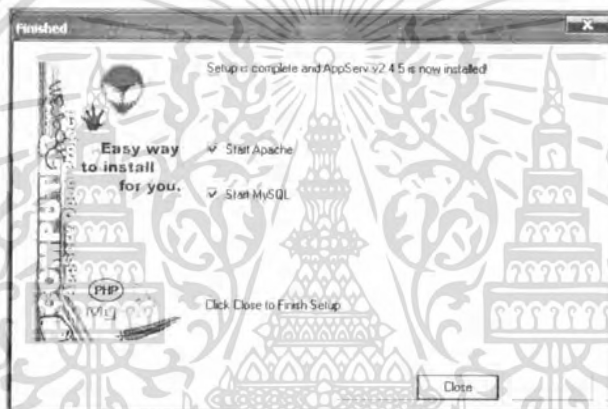 Finished
Setup is complete and AppServ v2.4.5 is now installed!
Easy way
to install
for you.
Start Apache
Start MySQL
PHP
My
Click Close to Finish Setup
Close